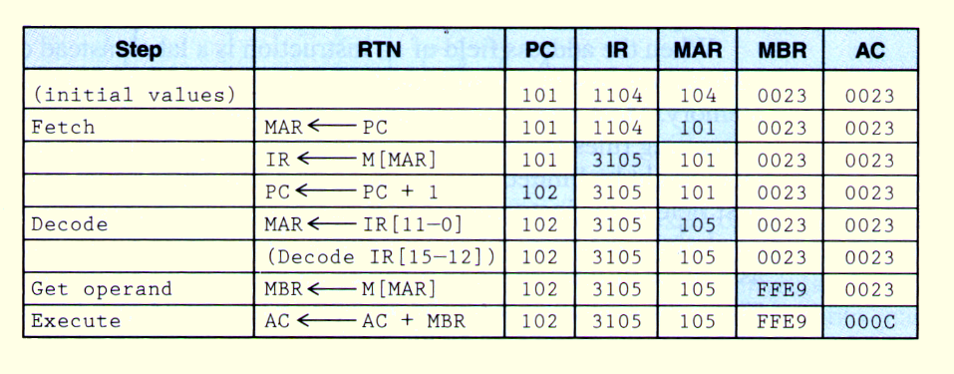 Step RTN PC IR MAR MBR AC
(initial values) 101 1104 104 0023 0023
Fetch MAR ← PC 101 1104 101 0023 0023
IR ← M[MAR] 101 3105 101 0023 0023
PC ← PC + 1 102 3105 101 0023 0023
Decode MAR ← IR[11—0] 102 3105 105 0023 0023
(Decode IR[15—12]) 102 3105 105 0023 0023
Get operand MBR ← M[MAR] 102 3105 105 FFE9 0023
Execute AC ← AC + MBR 102 3105 105 FFE9 000C